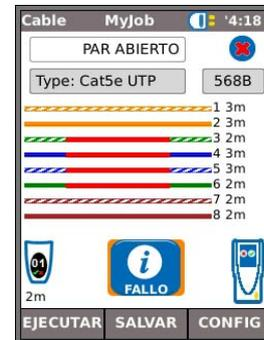 Cable MyJob '4:18
PAR ABIERTO
Type: Cat5e UTP 568B
1 3m
2 3m
3 2m
4 3m
5 3m
6 2m
7 2m
8 2m
01
2m
i
FALLO
EJECUTAR SALVAR CONFIG